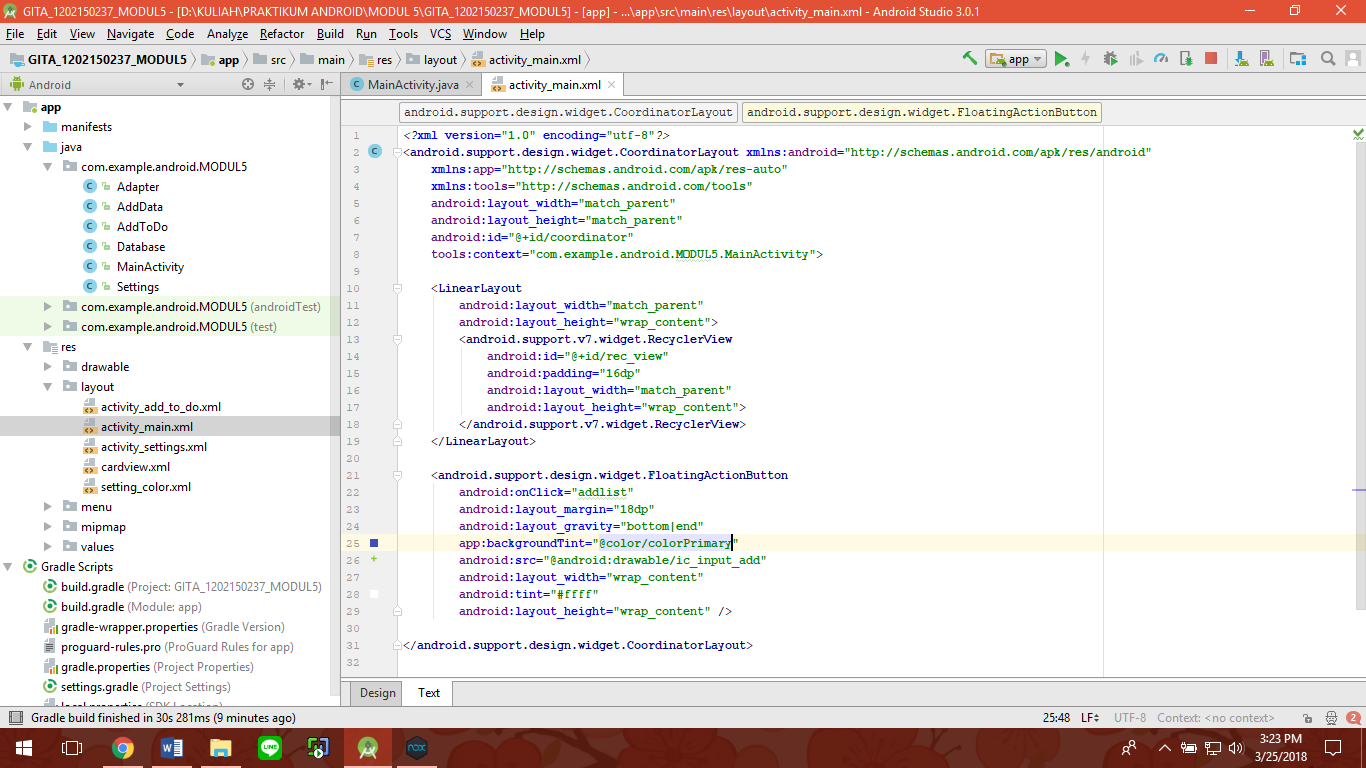 GITA_1202150237_MODUL5 - [D:\KULIAH\PRAKTIKUM ANDROID\MODUL 5\GITA_1202150237_MODUL5] - [app] - ...\app\src\main\res\layout\activity_main.xml - Android Studio 3.0.1
File Edit View Navigate Code Analyze Refactor Build Run Tools VCS Window Help
GITA_1202150237_MODUL5 app src main res layout activity_main.xml app
Android
MainActivity.java activity_main.xml
android.support.design.widget.CoordinatorLayout android.support.design.widget.FloatingActionButton
app
manifests
java
com.example.android.MODUL5
Adapter
AddData
AddToDo
Database
MainActivity
Settings
com.example.android.MODUL5 (androidTest)
com.example.android.MODUL5 (test)
res
drawable
layout
activity_add_to_do.xml
activity_main.xml
activity_settings.xml
cardview.xml
setting_color.xml
menu
mipmap
values
Gradle Scripts
build.gradle (Project: GITA_1202150237_MODUL5)
build.gradle (Module: app)
gradle-wrapper.properties (Gradle Version)
proguard-rules.pro (ProGuard Rules for app)
gradle.properties (Project Properties)
settings.gradle (Project Settings)
local.properties (SDK Location)
1 <?xml version="1.0" encoding="utf-8"?>
2 <android.support.design.widget.CoordinatorLayout xmlns:android="http://schemas.android.com/apk/res/android"
3 xmlns:app="http://schemas.android.com/apk/res-auto"
4 xmlns:tools="http://schemas.android.com/tools"
5 android:layout_width="match_parent"
6 android:layout_height="match_parent"
7 android:id="@+id/coordinator"
8 tools:context="com.example.android.MODUL5.MainActivity">
9
10 <LinearLayout
11 android:layout_width="match_parent"
12 android:layout_height="wrap_content">
13 <android.support.v7.widget.RecyclerView
14 android:id="@+id/rec_view"
15 android:padding="16dp"
16 android:layout_width="match_parent"
17 android:layout_height="wrap_content">
18 </android.support.v7.widget.RecyclerView>
19 </LinearLayout>
20
21 <android.support.design.widget.FloatingActionButton
22 android:onClick="addlist"
23 android:layout_margin="18dp"
24 android:layout_gravity="bottom|end"
25 app:backgroundTint="@color/colorPrimary"
26 android:src="@android:drawable/ic_input_add"
27 android:layout_width="wrap_content"
28 android:tint="#ffff"
29 android:layout_height="wrap_content" />
30
31 </android.support.design.widget.CoordinatorLayout>
32
Design Text
Gradle build finished in 30s 281ms (9 minutes ago) 25:48 LF UTF-8 Context: <no context> 2
LINE nox 3:23 PM
3/25/2018